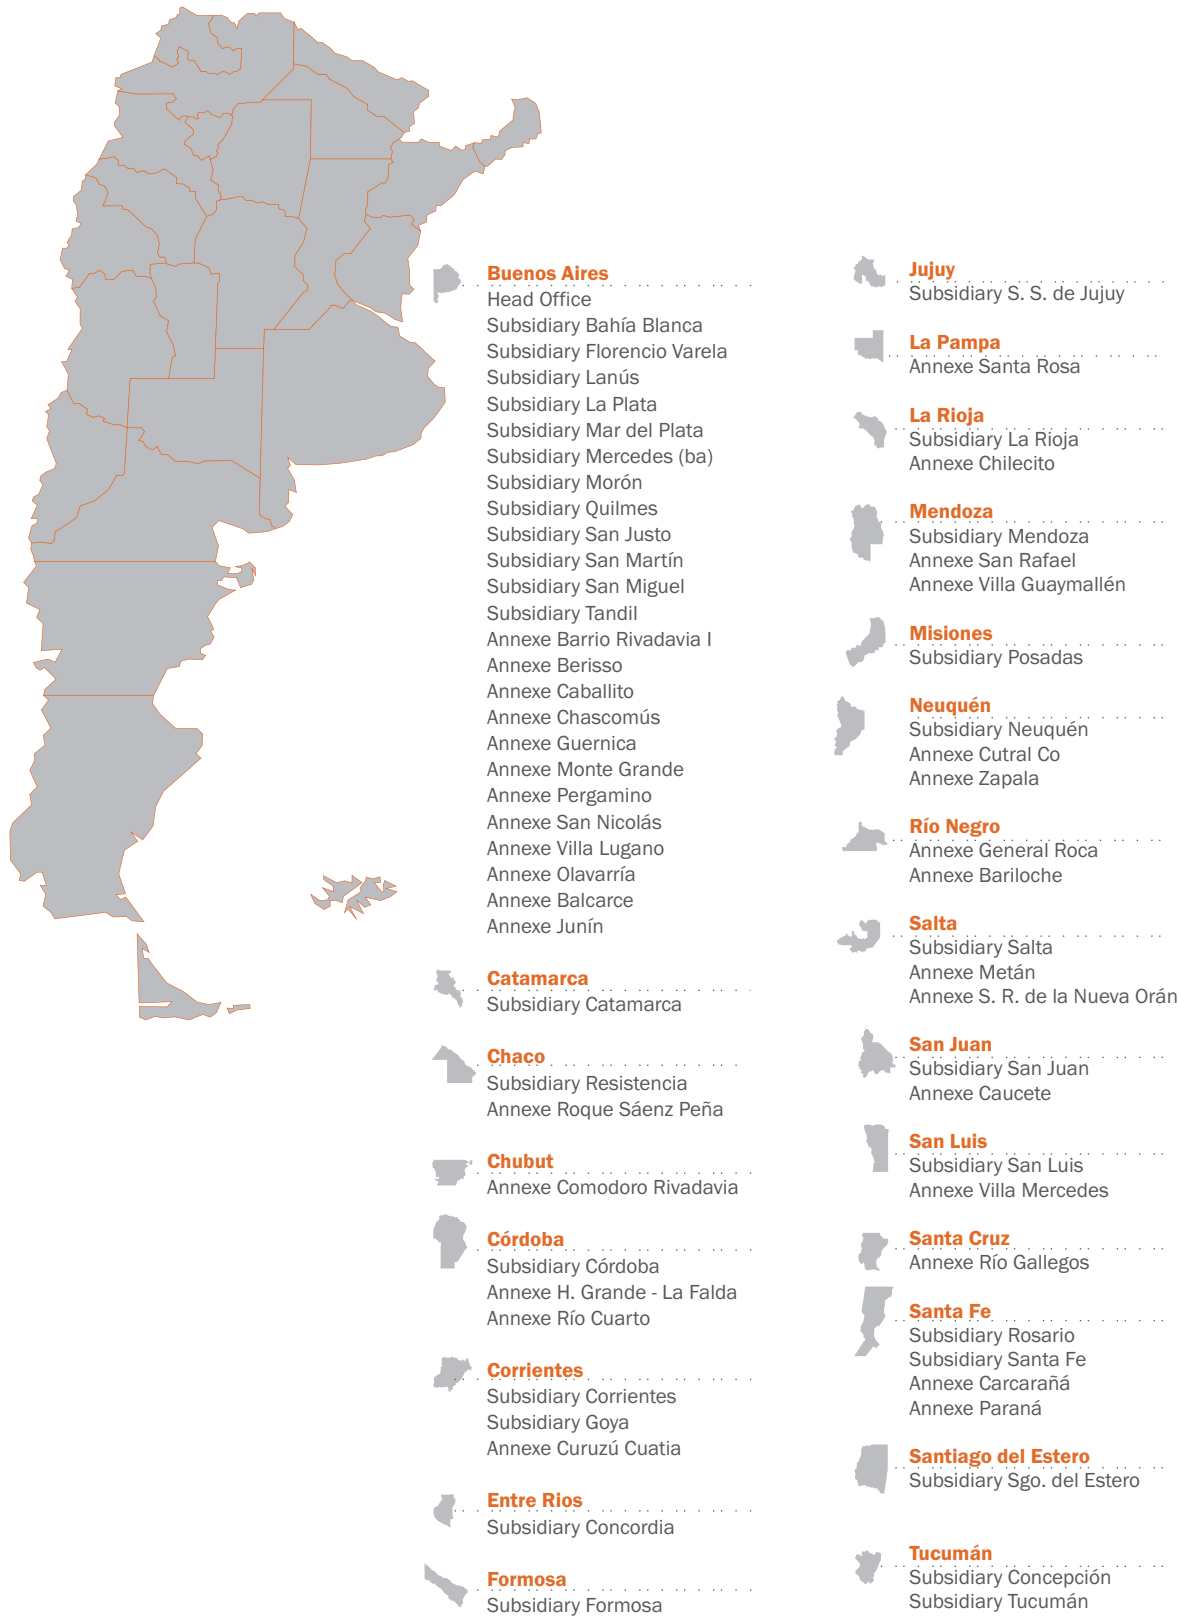 Buenos Aires
Head Office
Subsidiary Bahía Blanca
Subsidiary Florencio Varela
Subsidiary Lanús
Subsidiary La Plata
Subsidiary Mar del Plata
Subsidiary Mercedes (ba)
Subsidiary Morón
Subsidiary Quilmes
Subsidiary San Justo
Subsidiary San Martín
Subsidiary San Miguel
Subsidiary Tandil
Annexe Barrio Rivadavia I
Annexe Berisso
Annexe Caballito
Annexe Chascomús
Annexe Guernica
Annexe Monte Grande
Annexe Pergamino
Annexe San Nicolás
Annexe Villa Lugano
Annexe Olavarría
Annexe Balcarce
Annexe Junín
Catamarca
Subsidiary Catamarca
Chaco
Subsidiary Resistencia
Annexe Roque Sáenz Peña
Chubut
Annexe Comodoro Rivadavia
Córdoba
Subsidiary Córdoba
Annexe H. Grande - La Falda
Annexe Río Cuarto
Corrientes
Subsidiary Corrientes
Subsidiary Goya
Annexe Curuzú Cuatia
Entre Rios
Subsidiary Concordia
Formosa
Subsidiary Formosa
Jujuy
Subsidiary S. S. de Jujuy
La Pampa
Annexe Santa Rosa
La Rioja
Subsidiary La Rioja
Annexe Chilecito
Mendoza
Subsidiary Mendoza
Annexe San Rafael
Annexe Villa Guaymallén
Misiones
Subsidiary Posadas
Neuquén
Subsidiary Neuquén
Annexe Cutral Co
Annexe Zapala
Río Negro
Annexe General Roca
Annexe Bariloche
Salta
Subsidiary Salta
Annexe Metán
Annexe S. R. de la Nueva Orán
San Juan
Subsidiary San Juan
Annexe Caucete
San Luis
Subsidiary San Luis
Annexe Villa Mercedes
Santa Cruz
Annexe Río Gallegos
Santa Fe
Subsidiary Rosario
Subsidiary Santa Fe
Annexe Carcarañá
Annexe Paraná
Santiago del Estero
Subsidiary Sgo. del Estero
Tucumán
Subsidiary Concepción
Subsidiary Tucumán